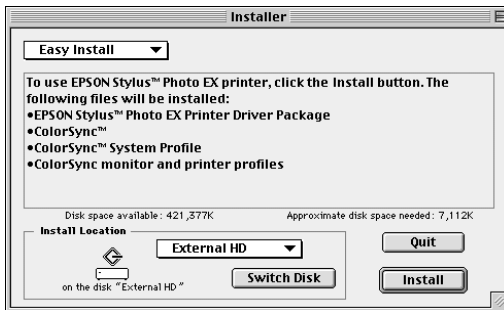 Installer
Easy Install
To use EPSON Stylus™ Photo EX printer, click the Install button. The
following files will be installed:
•EPSON Stylus™ Photo EX Printer Driver Package
•ColorSync™
•ColorSync™ System Profile
•ColorSync monitor and printer profiles
Disk space available: 421,377K
Approximate disk space needed: 7,112K
Install Location
External HD
Quit
on the disk "External HD"
Switch Disk
Install